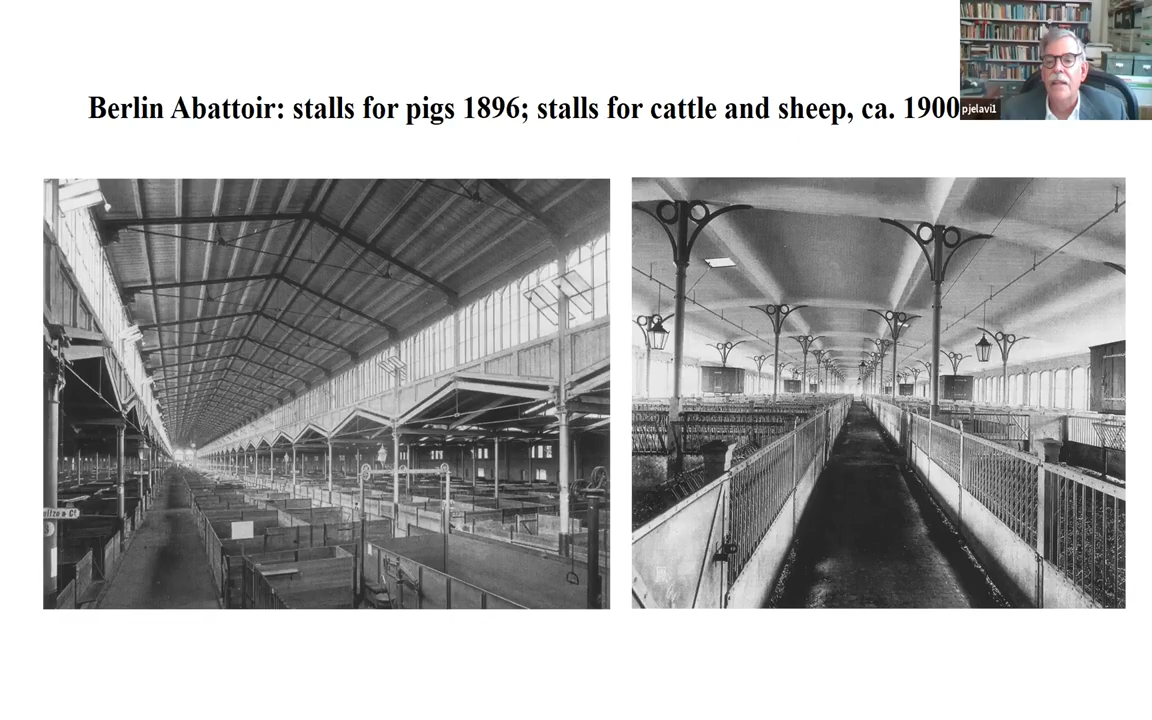 Berlin Abattoir: stalls for pigs 1896; stalls for cattle and sheep, ca. 1900
pjelavi1